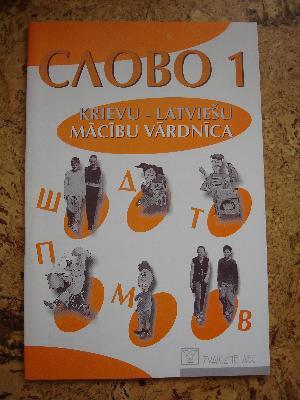 СЛОВО 1
KRIEVU - LATVIEŠU
MĀCĪBU VĀRDNĪCA
Ш Д Т
П М В
ZVAIGZNE ABC